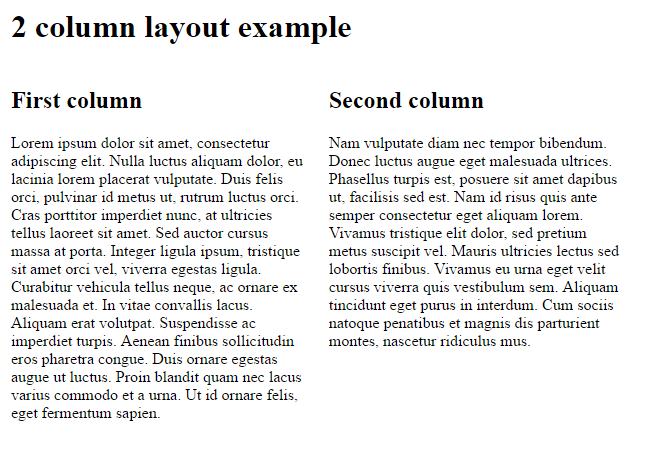 2 column layout example
First column
Lorem ipsum dolor sit amet, consectetur
adipiscing elit. Nulla luctus aliquam dolor, eu
lacinia lorem placerat vulputate. Duis felis
orci, pulvinar id metus ut, rutrum luctus orci.
Cras porttitor imperdiet nunc, at ultricies
tellus laoreet sit amet. Sed auctor cursus
massa at porta. Integer ligula ipsum, tristique
sit amet orci vel, viverra egestas ligula.
Curabitur vehicula tellus neque, ac ornare ex
malesuada et. In vitae convallis lacus.
Aliquam erat volutpat. Suspendisse ac
imperdiet turpis. Aenean finibus sollicitudin
eros pharetra congue. Duis ornare egestas
augue ut luctus. Proin blandit quam nec lacus
varius commodo et a urna. Ut id ornare felis,
eget fermentum sapien.
Second column
Nam vulputate diam nec tempor bibendum.
Donec luctus augue eget malesuada ultrices.
Phasellus turpis est, posuere sit amet dapibus
ut, facilisis sed est. Nam id risus quis ante
semper consectetur eget aliquam lorem.
Vivamus tristique elit dolor, sed pretium
metus suscipit vel. Mauris ultricies lectus sed
lobortis finibus. Vivamus eu urna eget velit
cursus viverra quis vestibulum sem. Aliquam
tincidunt eget purus in interdum. Cum sociis
natoque penatibus et magnis dis parturient
montes, nascetur ridiculus mus.